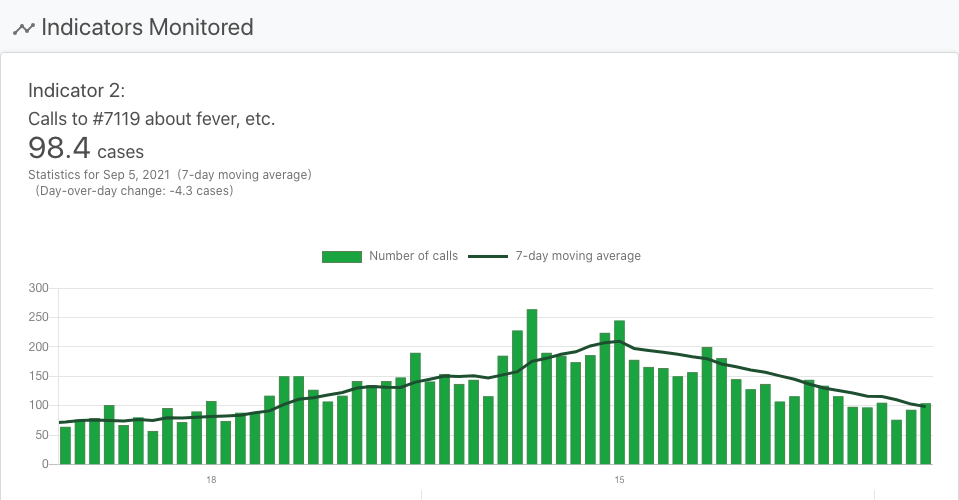 Indicators Monitored
Indicator 2:
Calls to #7119 about fever, etc.
98.4 cases
Statistics for Sep 5, 2021 (7-day moving average)
(Day-over-day change: -4.3 cases)
Number of calls 7-day moving average
300
250
200
150
100
50
0
18 15